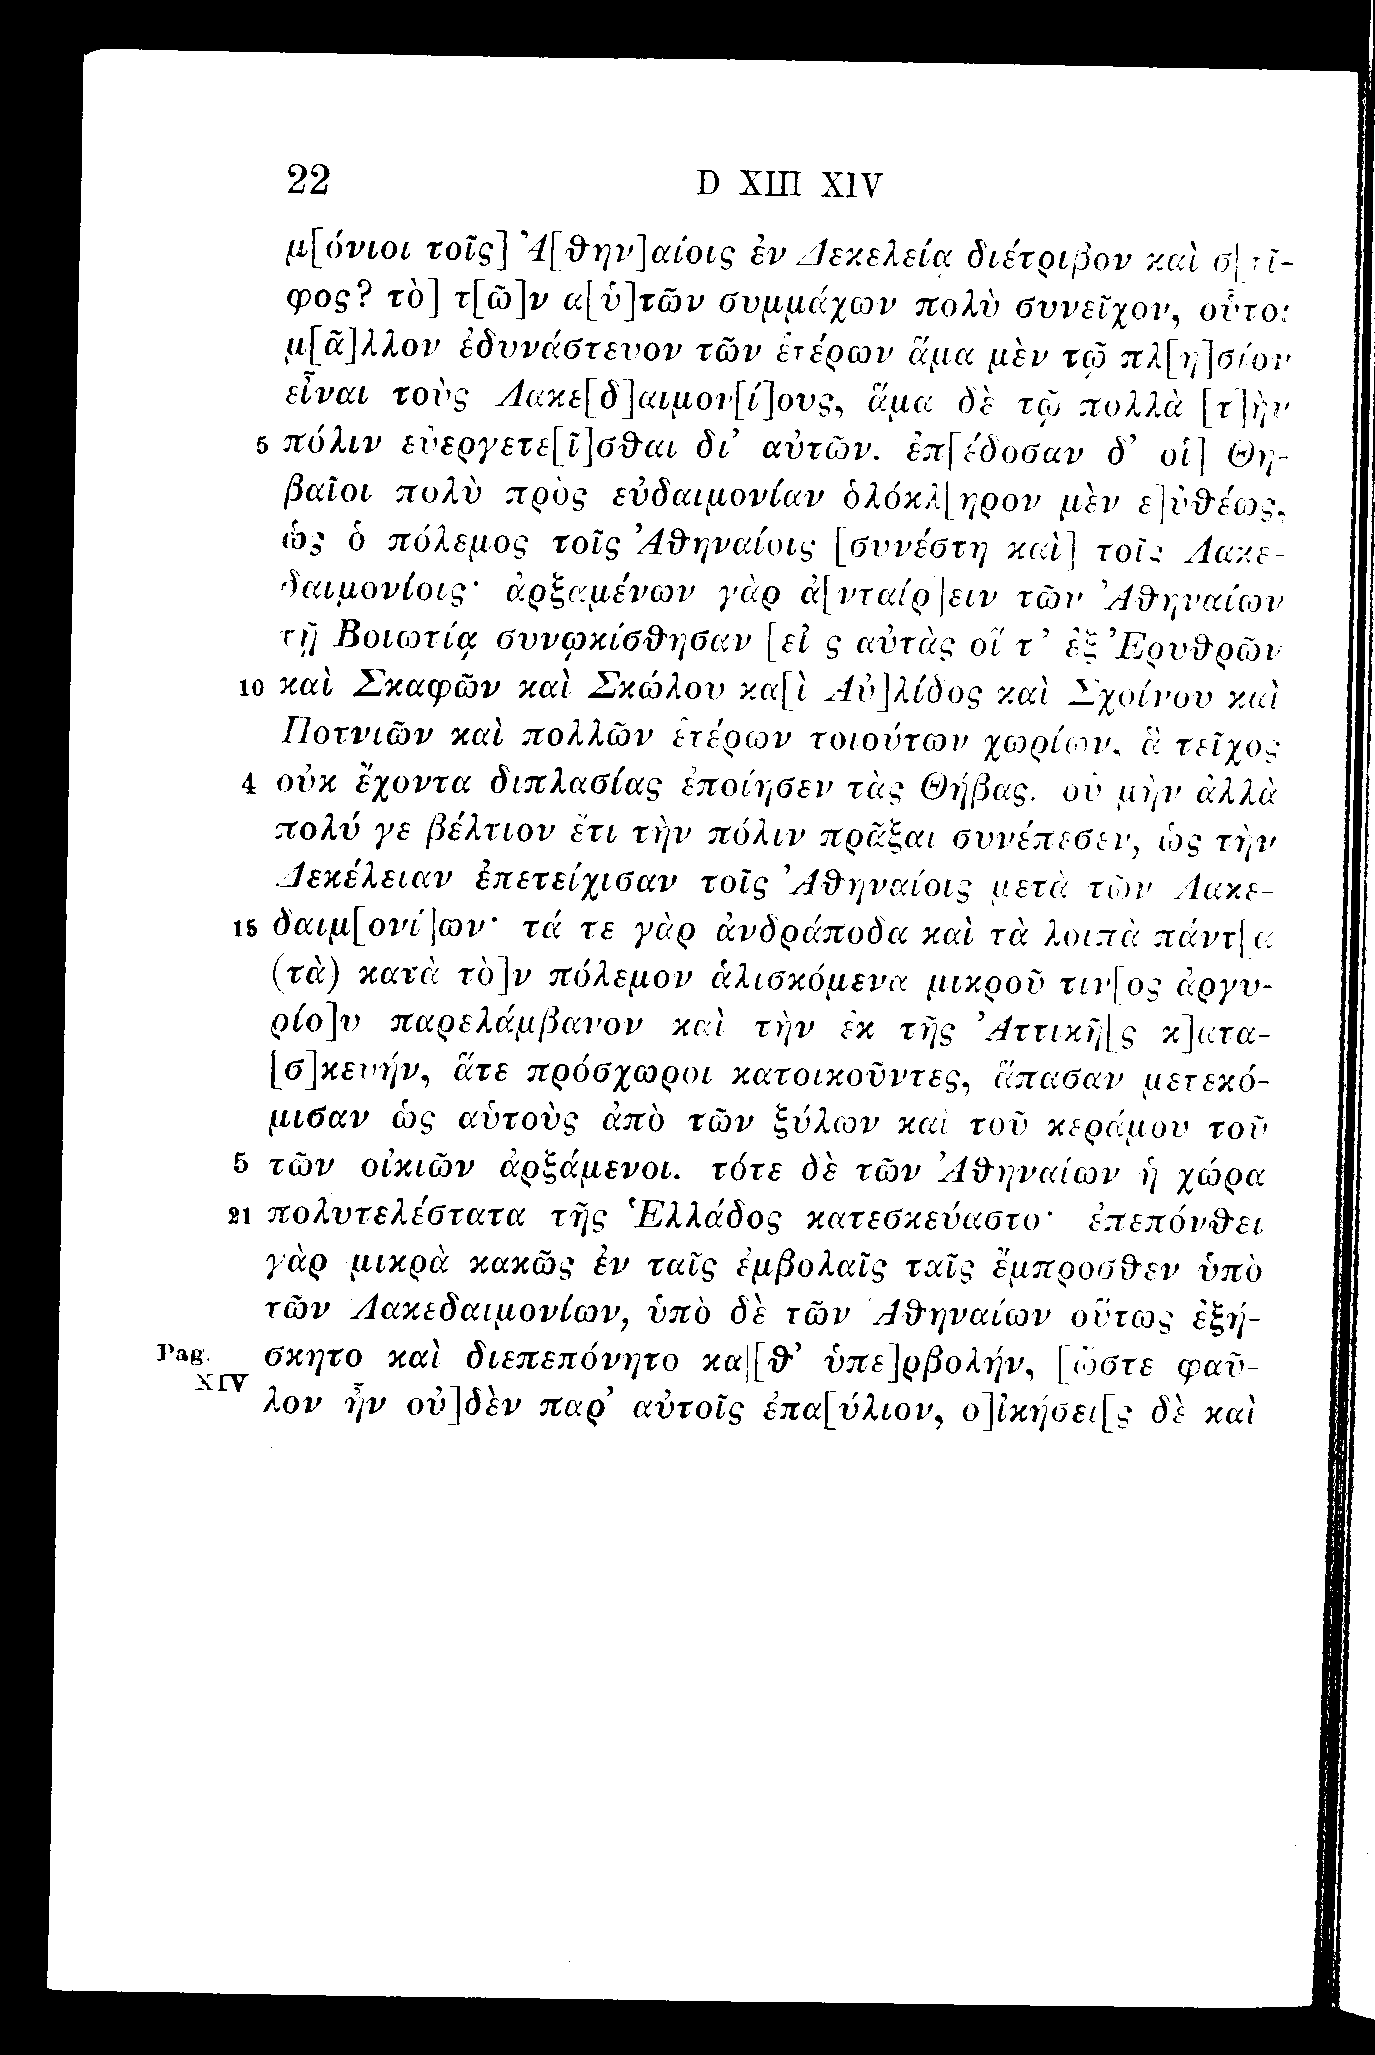 22 D XIII XIV
μ[όνιοι τοῖς] Ἀ[θην]αίοις ἐν Δεκελείᾳ διέτριβον καὶ σ[τῖ-
φος? τὸ] τ[ῶ]ν α[ὑ]τῶν συμμάχων πολὺ συνεῖχον, οὗτοι
μ[ᾶ]λλον ἐδυνάστευον τῶν ἑτέρων ἅμα μὲν τῷ πλ[η]σίον
εἶναι τοὺς Λακε[δ]αιμον[ί]ους, ἅμα δὲ τῷ πολλὰ [τ]ὴν
5 πόλιν εὐεργετε[ῖ]σθαι δι’ αὐτῶν. ἐπ[έδοσαν δ’ οἱ] Θη-
βαῖοι πολὺ πρὸς εὐδαιμονίαν ὁλόκλ[ηρον μὲν ε]ὐθέως,
ὡς ὁ πόλεμος τοῖς Ἀθηναίοις [συνέστη καὶ] τοῖς Λακε-
δαιμονίοις· ἀρξαμένων γὰρ ἀ[νταίρ]ειν τῶν Ἀθηναίων
τῇ Βοιωτίᾳ συνῳκίσθησαν [εἰ ς αὐτὰς οἵ τ’ ἐξ Ἐρυθρῶν
10 καὶ Σκαφῶν καὶ Σκώλου κα[ὶ Αὐ]λίδος καὶ Σχοίνου καὶ
Ποτνιῶν καὶ πολλῶν ἑτέρων τοιούτων χωρίων, ἃ τεῖχος
4 οὐκ ἔχοντα διπλασίας ἐποίησεν τὰς Θήβας. οὐ μὴν ἀλλὰ
πολύ γε βέλτιον ἔτι τὴν πόλιν πρᾶξαι συνέπεσεν, ὡς τὴν
Δεκέλειαν ἐπετείχισαν τοῖς Ἀθηναίοις μετὰ τῶν Λακε-
15 δαιμ[ονί]ων· τά τε γὰρ ἀνδράποδα καὶ τὰ λοιπὰ πάντ[α
(τὰ) κατὰ τὸ]ν πόλεμον ἁλισκόμενα μικροῦ τιν[ος ἀργυ-
ρίο]υ παρελάμβανον καὶ τὴν ἐκ τῆς Ἀττικῆ[ς κ]ατα-
[σ]κευήν, ἅτε πρόσχωροι κατοικοῦντες, ἅπασαν μετεκό-
μισαν ὡς αὑτοὺς ἀπὸ τῶν ξύλων καὶ τοῦ κεράμου τοῦ
5 τῶν οἰκιῶν ἀρξάμενοι. τότε δὲ τῶν Ἀθηναίων ἡ χώρα
21 πολυτελέστατα τῆς Ἑλλάδος κατεσκεύαστο· ἐπεπόνθει
γὰρ μικρὰ κακῶς ἐν ταῖς ἐμβολαῖς ταῖς ἔμπροσθεν ὑπὸ
τῶν Λακεδαιμονίων, ὑπὸ δὲ τῶν Ἀθηναίων οὕτως ἐξή-
Pag. XIV σκητο καὶ διεπεπόνητο κα|[θ’ ὑπε]ρβολήν, [ὥστε φαῦ-
λον ἦν οὐ]δὲν παρ’ αὐτοῖς ἐπα[ύλιον, ο]ἰκήσει[ς δὲ καὶ